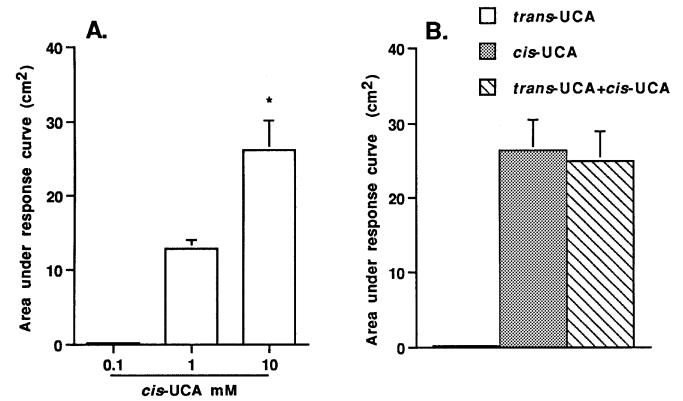 A.
Area under response curve (cm2)
40
30
20
10
0
*
0.1 1 10
cis-UCA mM
B.
trans-UCA
cis-UCA
trans-UCA+cis-UCA
Area under response curve (cm2)
40
30
20
10
0